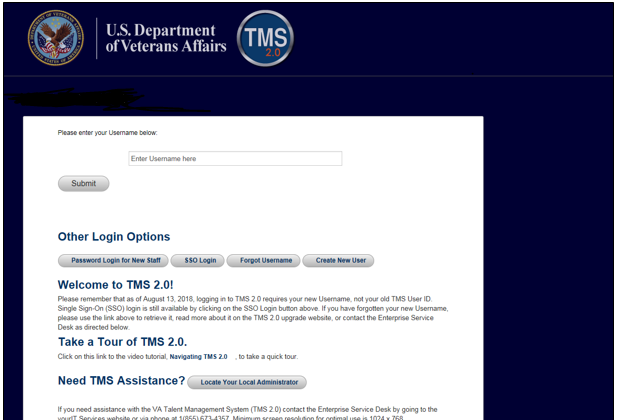 U.S. Department
of Veterans Affairs
TMS
2.0
Please enter your Username below:
Enter Username here
Submit
Other Login Options
Password Login for New Staff
SSO Login
Forgot Username
Create New User
Welcome to TMS 2.0!
Please remember that as of August 13, 2018, logging in to TMS 2.0 requires your new Username, not your old TMS User ID.
Single Sign-On (SSO) login is still available by clicking on the SSO Login button above. If you have forgotten your new Username,
please use the link above to retrieve it, read more about it on the TMS 2.0 upgrade website, or contact the Enterprise Service
Desk as directed below.
Take a Tour of TMS 2.0.
Click on this link to the video tutorial, Navigating TMS 2.0 , to take a quick tour.
Need TMS Assistance?
Locate Your Local Administrator
If you need assistance with the VA Talent Management System (TMS 2.0) contact the Enterprise Service Desk by going to the
yourIT Services website or via phone at 1(855) 673-4357. Minimum screen resolution for optimal use is 1024 x 768.